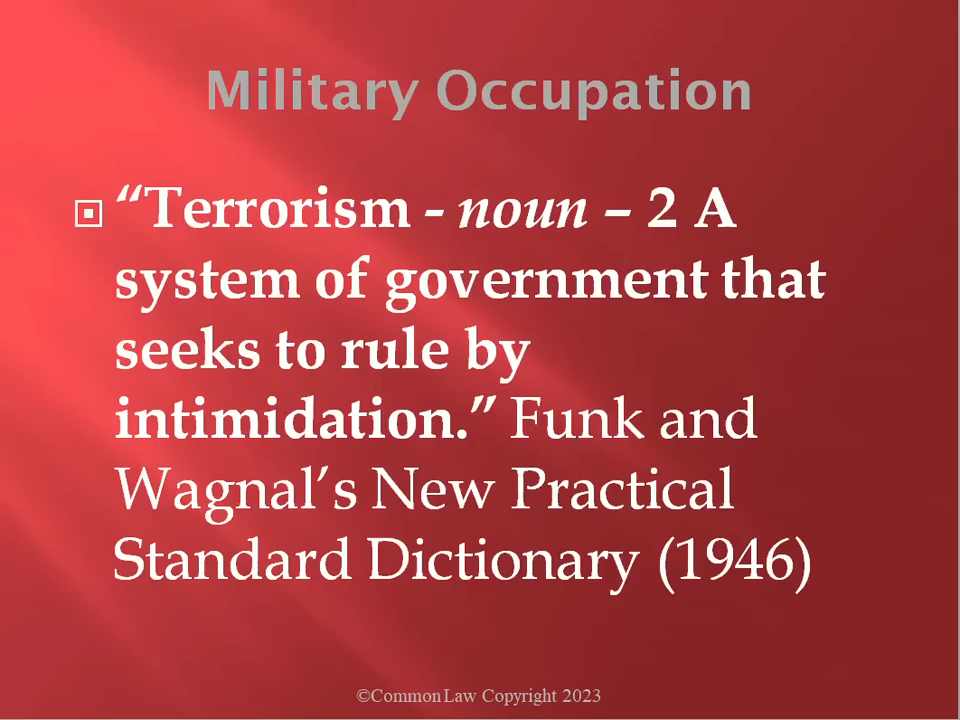 Military Occupation
“Terrorism - noun – 2 A
system of government that
seeks to rule by
intimidation.” Funk and
Wagnal’s New Practical
Standard Dictionary (1946)
©CommonLaw Copyright 2023